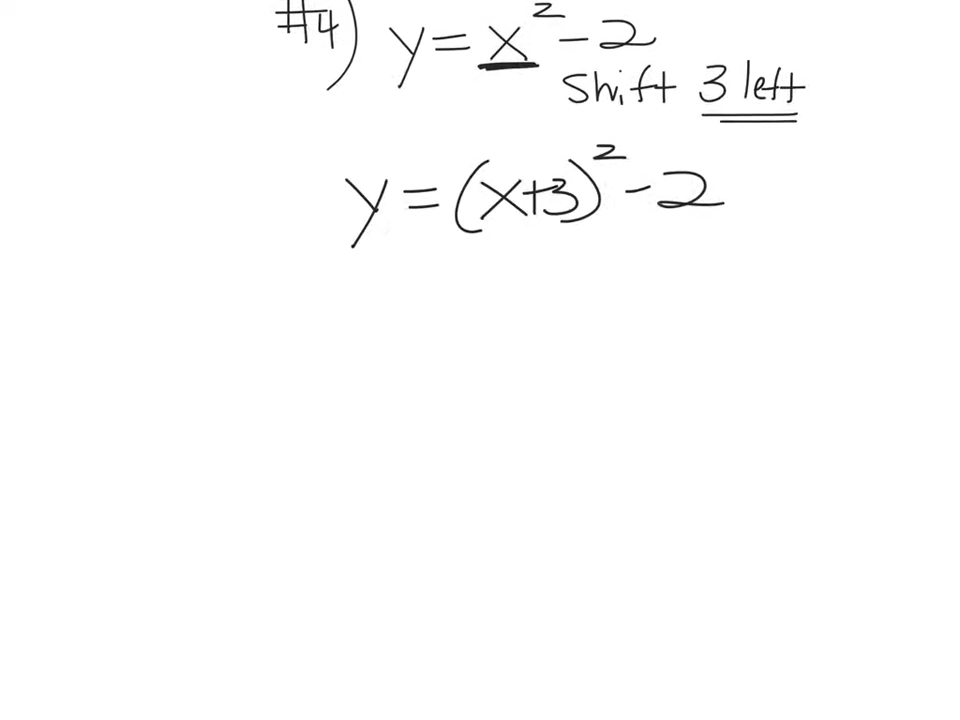 #4) y = x² - 2
Shift 3 left
y = (x+3)² - 2